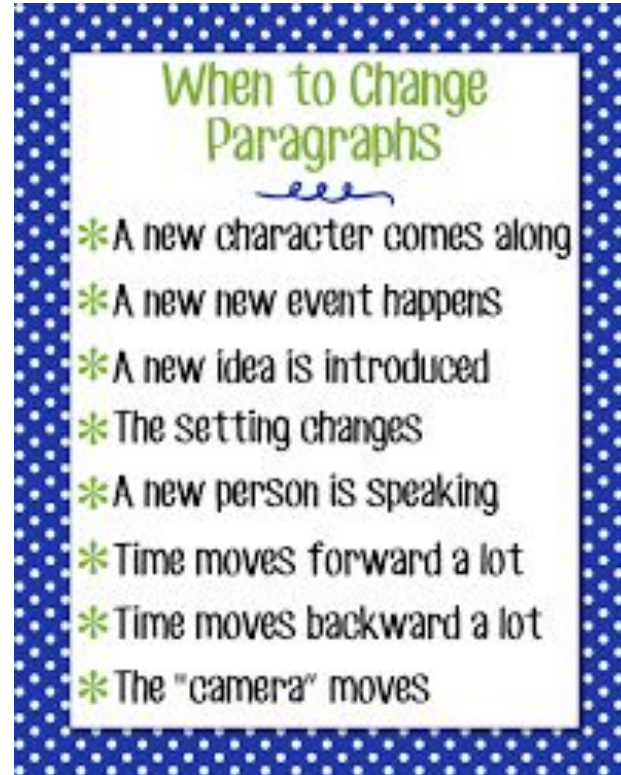 When to Change
Paragraphs
*A new character comes along
*A new new event happens
*A new idea is introduced
*The setting changes
*A new person is speaking
*Time moves forward a lot
*Time moves backward a lot
*The "camera" moves